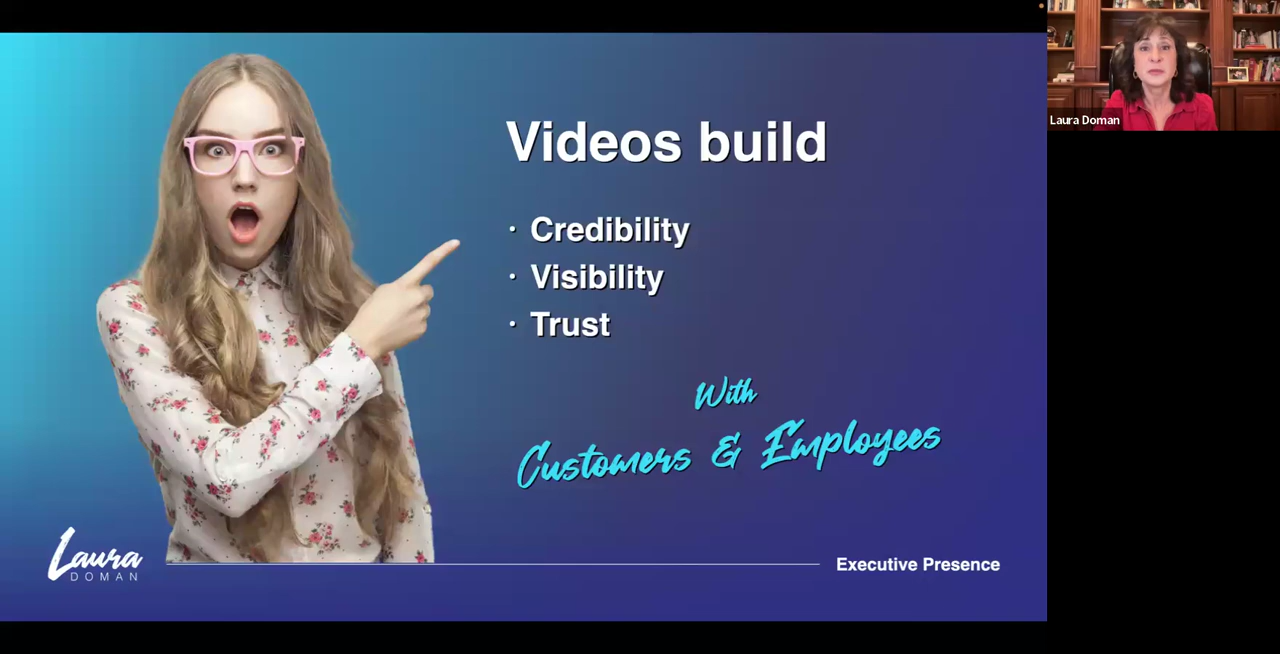 Videos build
· Credibility
· Visibility
· Trust
With
Customers & Employees
Laura
DOMAN
Executive Presence
Laura Doman